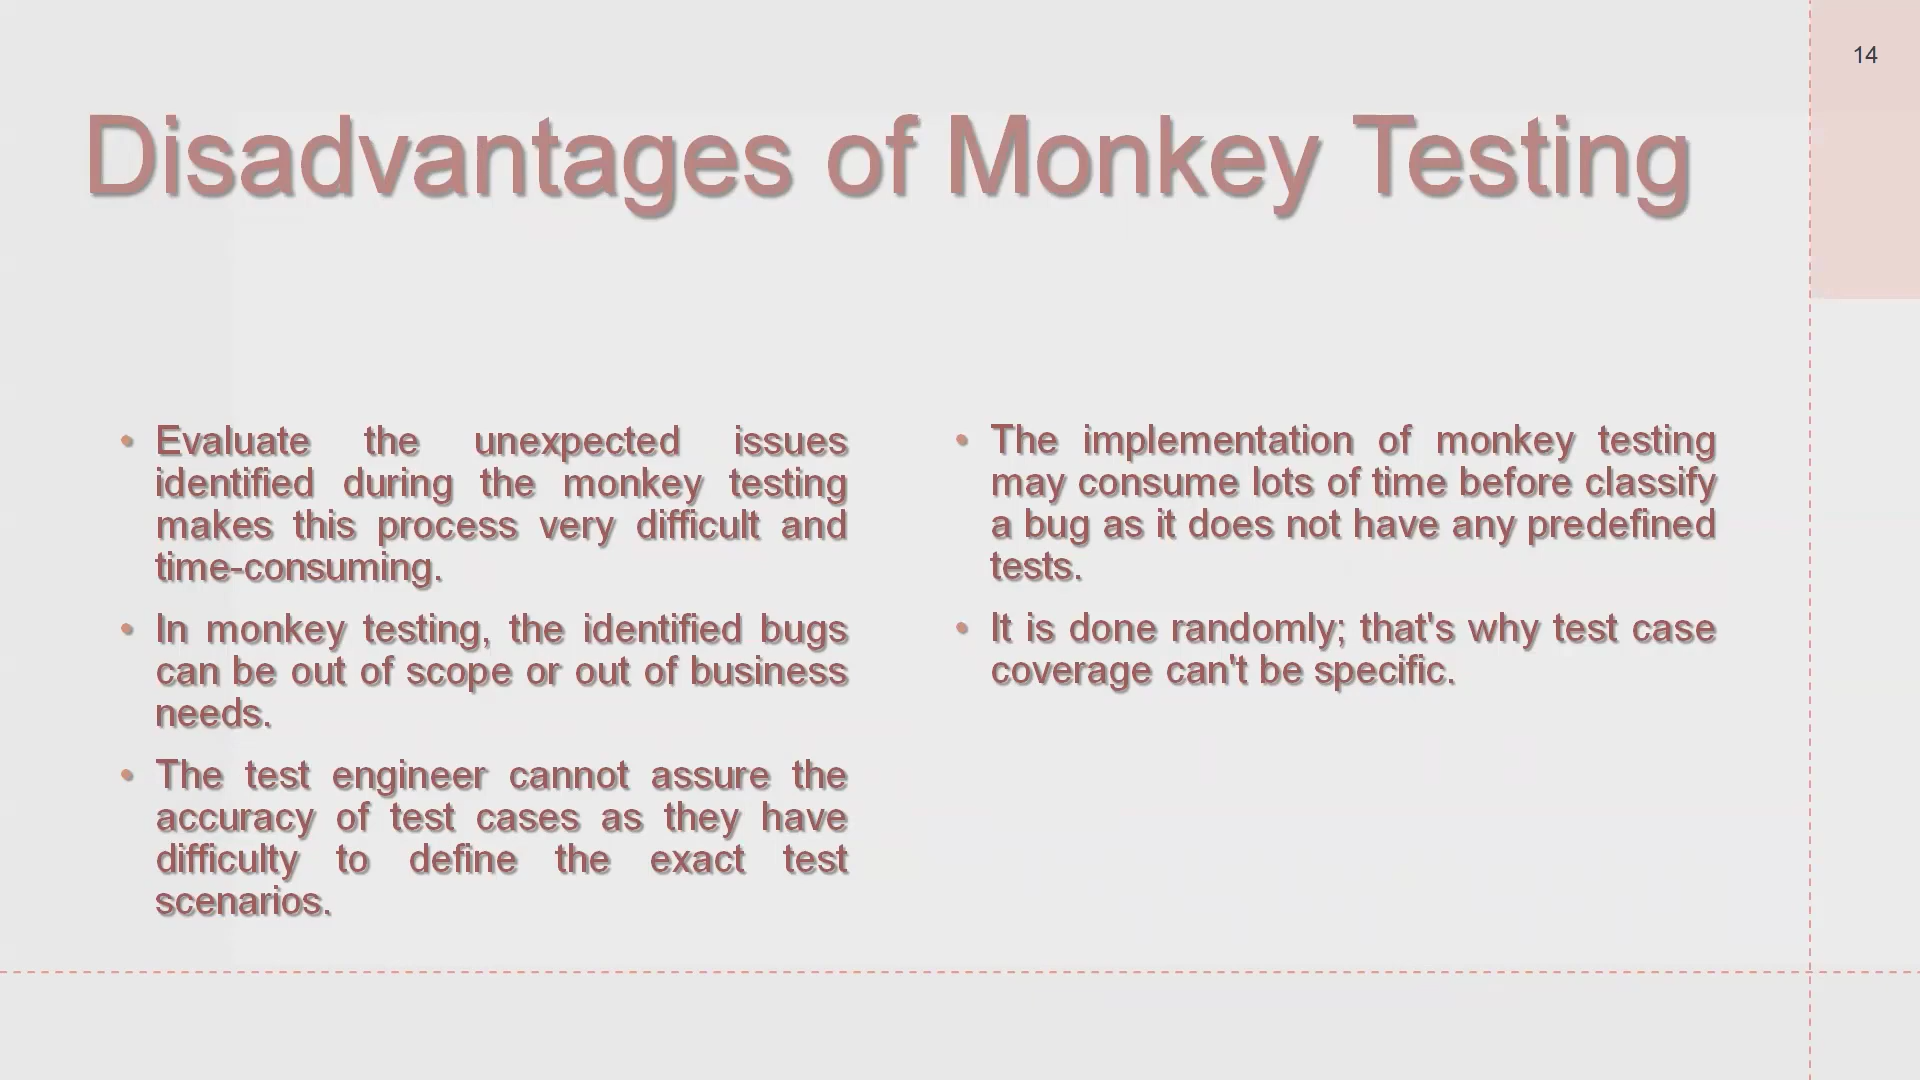 14
Disadvantages of Monkey Testing
• Evaluate the unexpected issues
identified during the monkey testing
makes this process very difficult and
time-consuming.
• In monkey testing, the identified bugs
can be out of scope or out of business
needs.
• The test engineer cannot assure the
accuracy of test cases as they have
difficulty to define the exact test
scenarios.
• The implementation of monkey testing
may consume lots of time before classify
a bug as it does not have any predefined
tests.
• It is done randomly; that's why test case
coverage can't be specific.